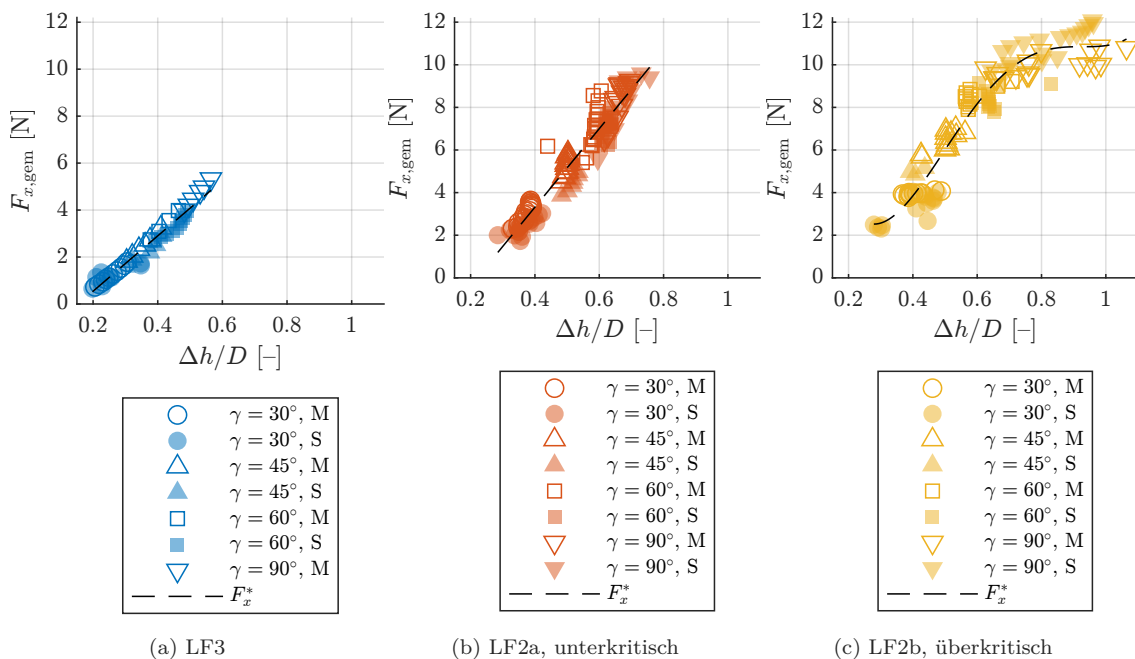 12
10
8
6
4
2
0
0.2 0.4 0.6 0.8 1
Δh/D [–]
F_{x,gem} [N]
γ = 30°, M
γ = 30°, S
γ = 45°, M
γ = 45°, S
γ = 60°, M
γ = 60°, S
γ = 90°, M
F_x^*
(a) LF3
12
10
8
6
4
2
0
0.2 0.4 0.6 0.8 1
Δh/D [–]
F_{x,gem} [N]
γ = 30°, M
γ = 30°, S
γ = 45°, M
γ = 45°, S
γ = 60°, M
γ = 60°, S
γ = 90°, M
γ = 90°, S
F_x^*
(b) LF2a, unterkritisch
12
10
8
6
4
2
0
0.2 0.4 0.6 0.8 1
Δh/D [–]
F_{x,gem} [N]
γ = 30°, M
γ = 30°, S
γ = 45°, M
γ = 45°, S
γ = 60°, M
γ = 60°, S
γ = 90°, M
γ = 90°, S
F_x^*
(c) LF2b, überkritisch